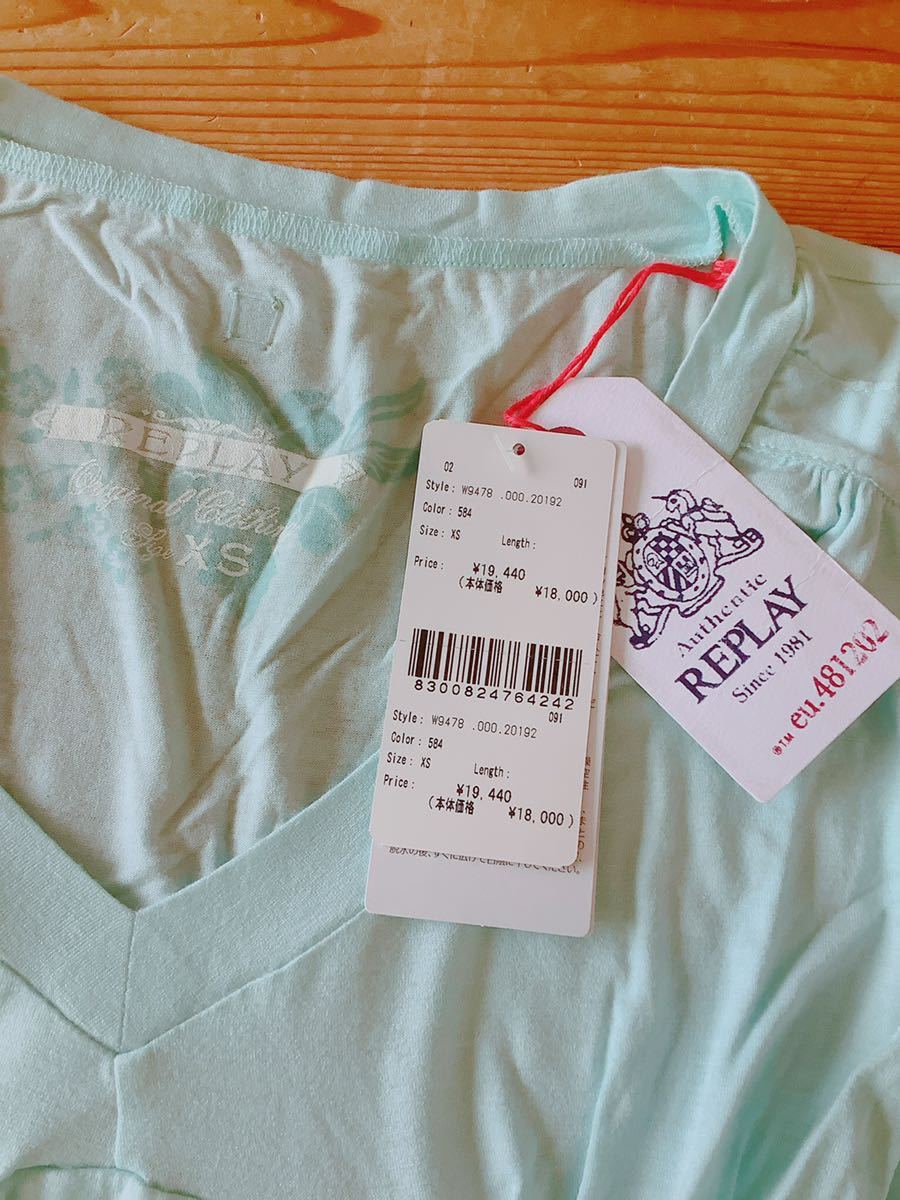 REPLAY
Original Clothing
XS
02 091
Style: W9478 .000.20192
Color: 584
Size: XS Length:
Price: ¥19,440
(本体価格 ¥18,000)
8300824764242
091
Style: W9478 .000.20192
Color: 584
Size: XS Length:
Price: ¥19,440
(本体価格 ¥18,000)
Authentic
REPLAY
Since 1981
®™ eu.481202